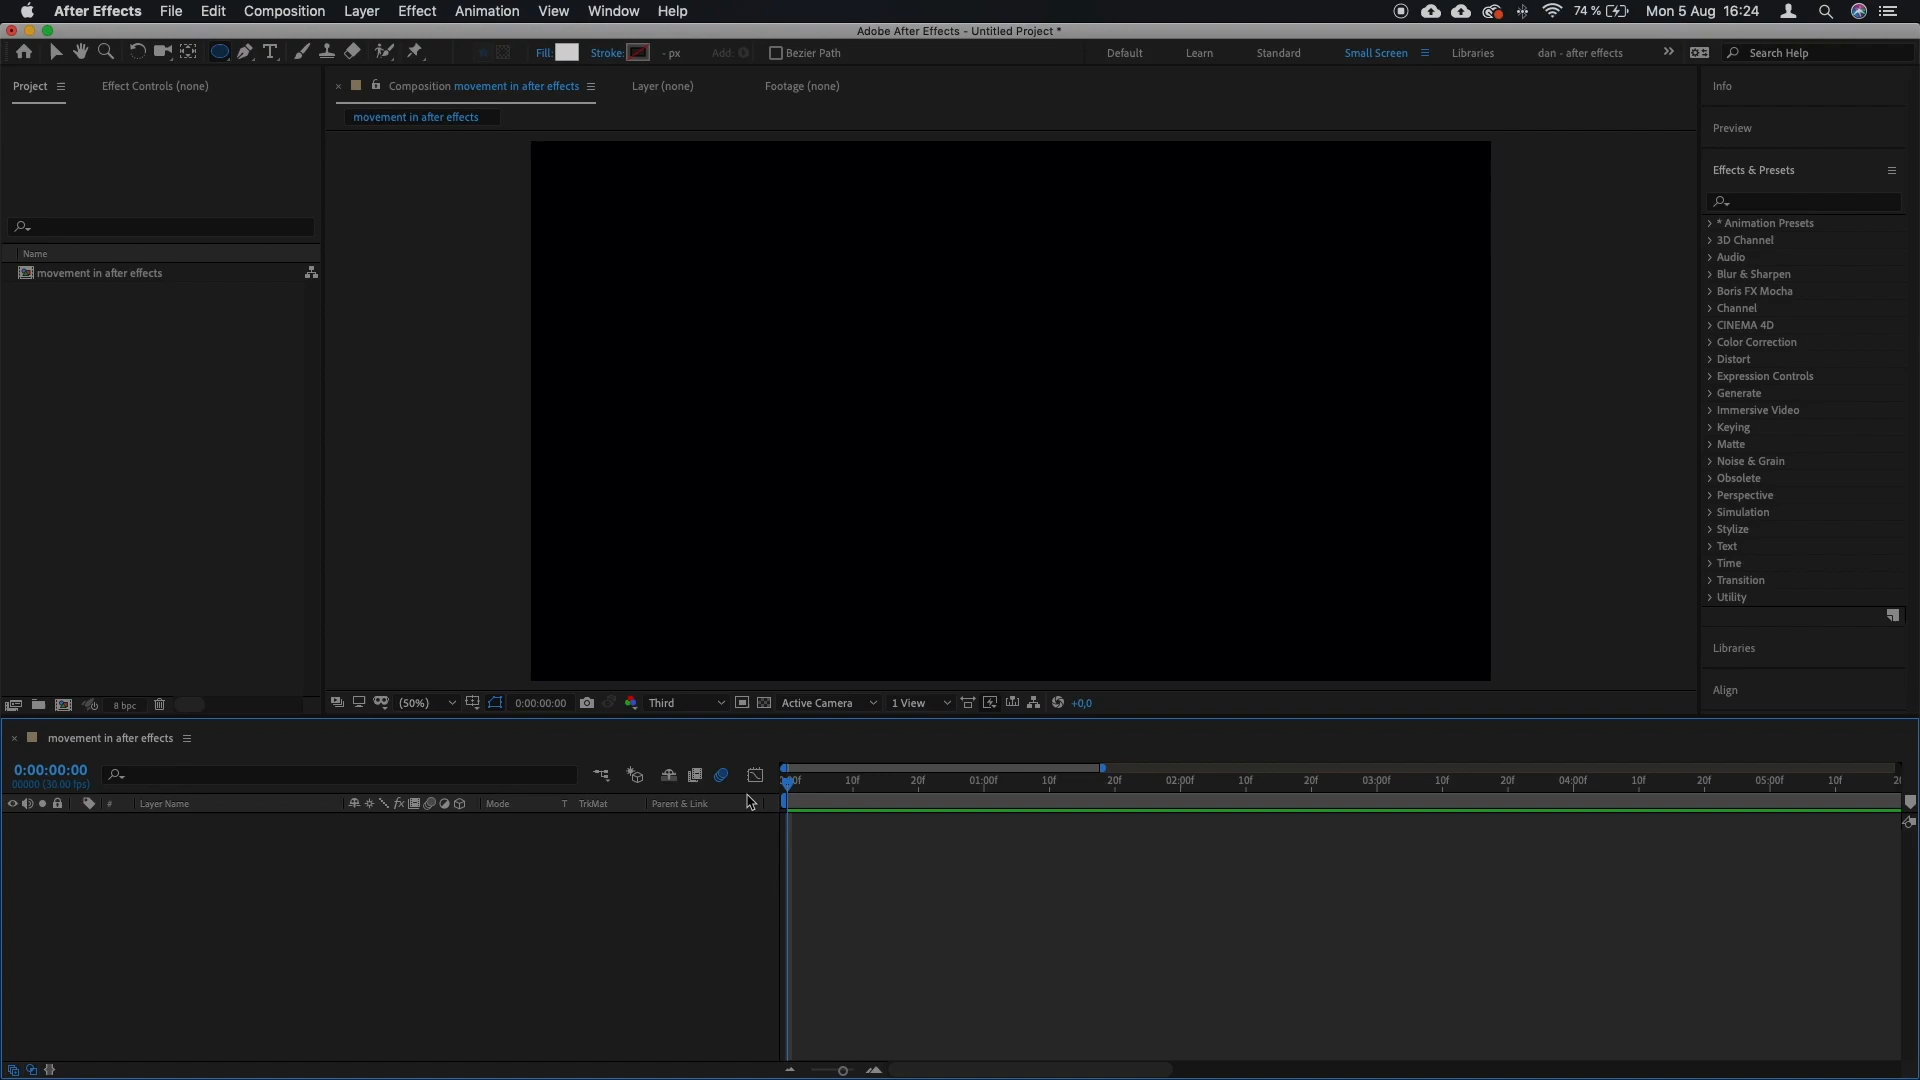 After Effects File Edit Composition Layer Effect Animation View Window Help 74 % Mon 5 Aug 16:24
Adobe After Effects - Untitled Project *
Fill: Stroke: - px Add: Bezier Path Default Learn Standard Small Screen Libraries dan - after effects Search Help
Project Effect Controls (none) Composition movement in after effects Layer (none) Footage (none) Info
movement in after effects
Preview
Effects & Presets
* Animation Presets
3D Channel
Audio
Name
Blur & Sharpen
movement in after effects
Boris FX Mocha
Channel
CINEMA 4D
Color Correction
Distort
Expression Controls
Generate
Immersive Video
Keying
Matte
Noise & Grain
Obsolete
Perspective
Simulation
Stylize
Text
Time
Transition
Utility
Libraries
Align
8 bpc (50%) 0:00:00:00 Third Active Camera 1 View +0,0
movement in after effects
0:00:00:00
00000 (30.00 fps) 10f 20f 01:00f 10f 20f 02:00f 10f 20f 03:00f 10f 20f 04:00f 10f 20f 05:00f 10f
# Layer Name fx Mode T TrkMat Parent & Link